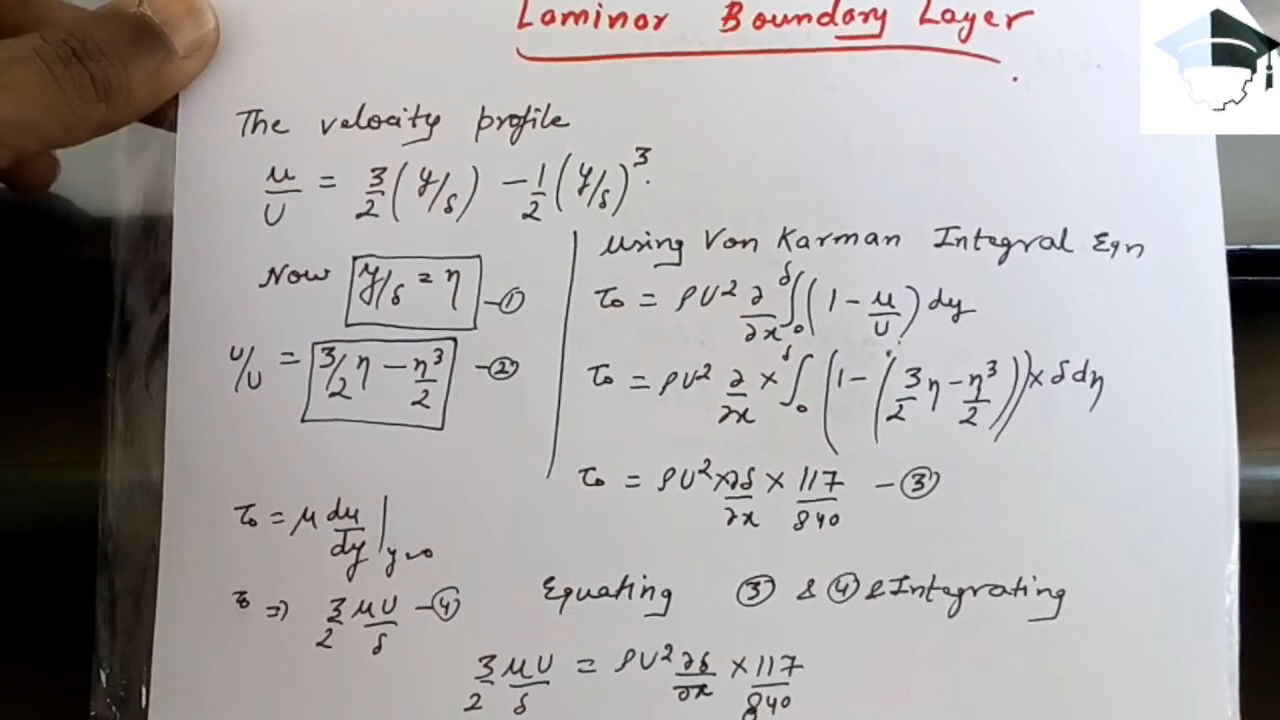 Laminar Boundary Layer
The velocity profile
u/U = 3/2 (y/δ) - 1/2 (y/δ)³.
Now y/δ = η -①
u/U = 3/2 η - η³/2 -②
using Von Karman Integral Eqn
τ₀ = ρU² ∂/∂x ∫₀^δ (1 - u/U) dy
τ₀ = ρU² ∂/∂x × ∫₀^δ (1 - (3/2 η - η³/2)) × δ dη
τ₀ = ρU² × ∂δ/∂x × 117/840 -③
τ₀ = μ du/dy |y=0
τ₀ ⇒ 3/2 μU/δ -④
Equating ③ & ④ & Integrating
3/2 μU/δ = ρU² ∂δ/∂x × 117/840